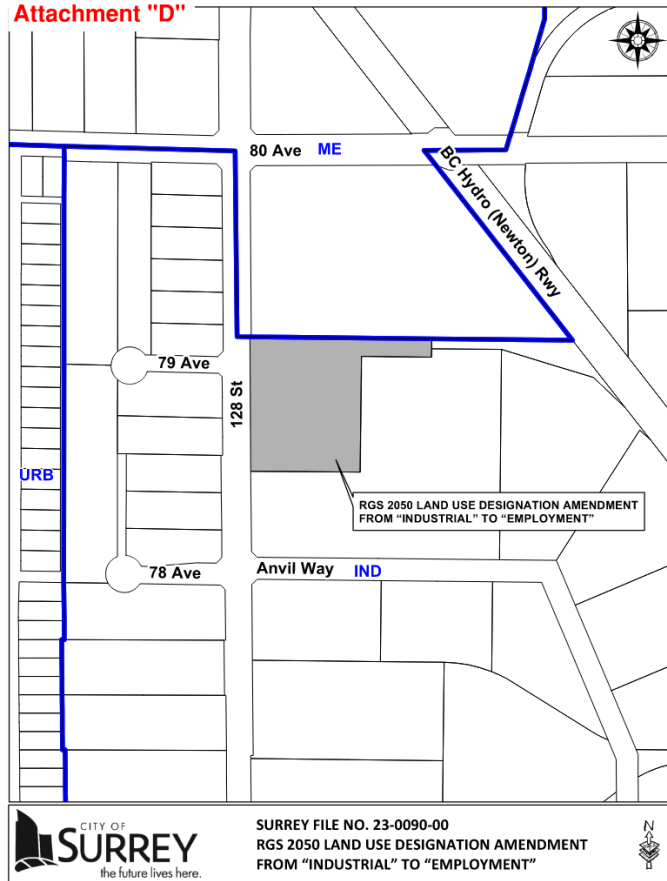 Attachment "D"
80 Ave
ME
BC Hydro (Newton) Rwy
79 Ave
128 St
URB
RGS 2050 LAND USE DESIGNATION AMENDMENT
FROM “INDUSTRIAL” TO “EMPLOYMENT”
78 Ave
Anvil Way
IND
CITY OF
SURREY
the future lives here.
SURREY FILE NO. 23-0090-00
RGS 2050 LAND USE DESIGNATION AMENDMENT
FROM “INDUSTRIAL” TO “EMPLOYMENT”
N